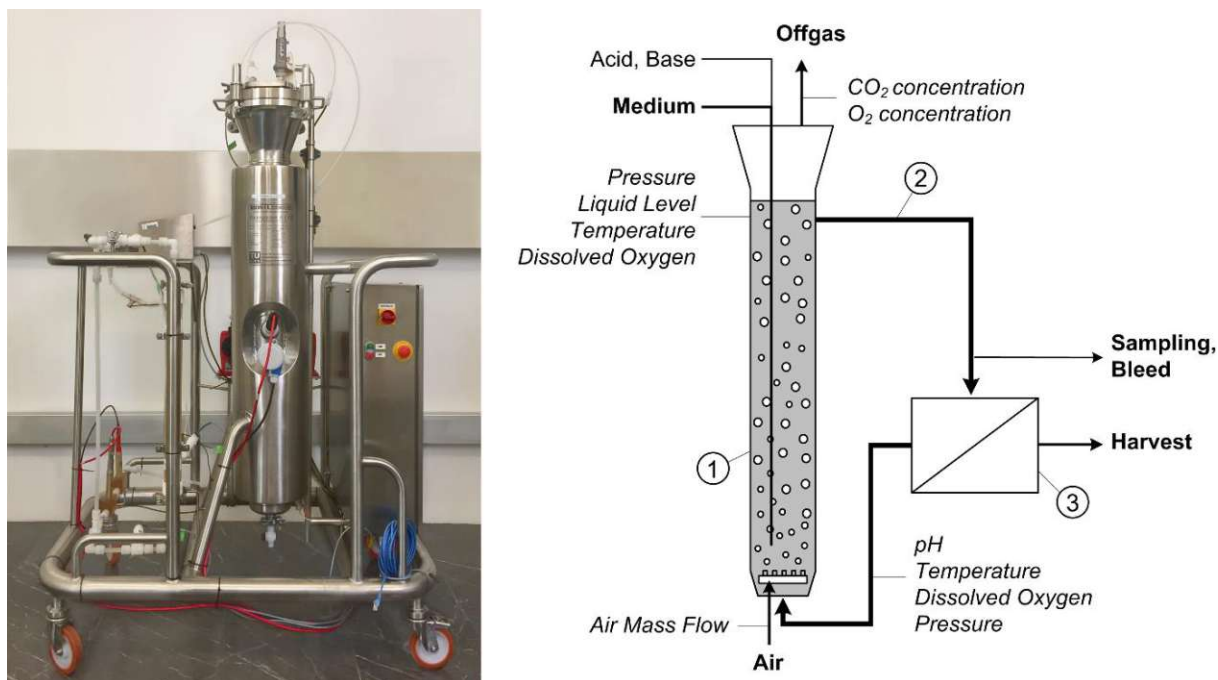 Offgas
Acid, Base
CO₂ concentration
O₂ concentration
Medium
Pressure
Liquid Level
Temperature
Dissolved Oxygen
2
Sampling,
Bleed
Harvest
1
3
pH
Temperature
Dissolved Oxygen
Pressure
Air Mass Flow
Air